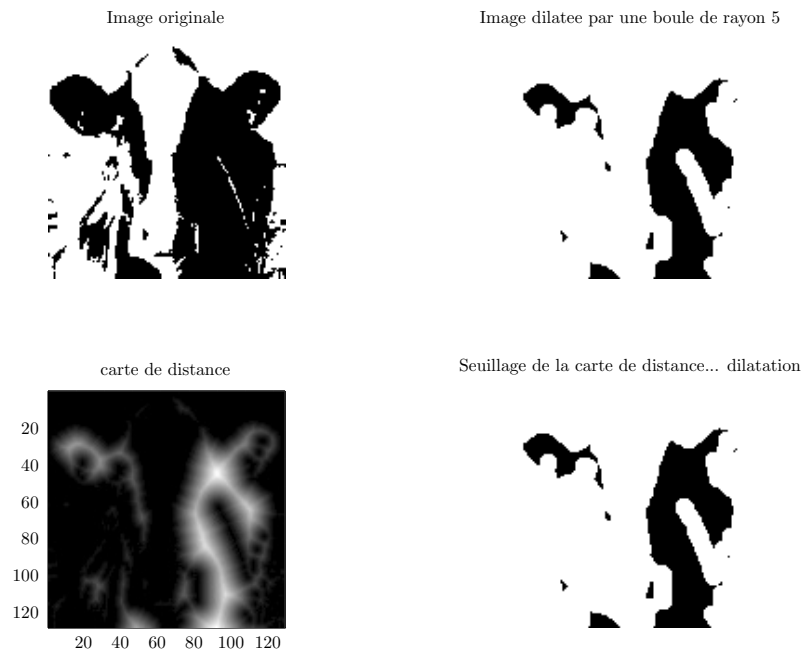 Image originale
Image dilatee par une boule de rayon 5
carte de distance
Seuillage de la carte de distance... dilatation
20
40
60
80
100
120
20 40 60 80 100 120